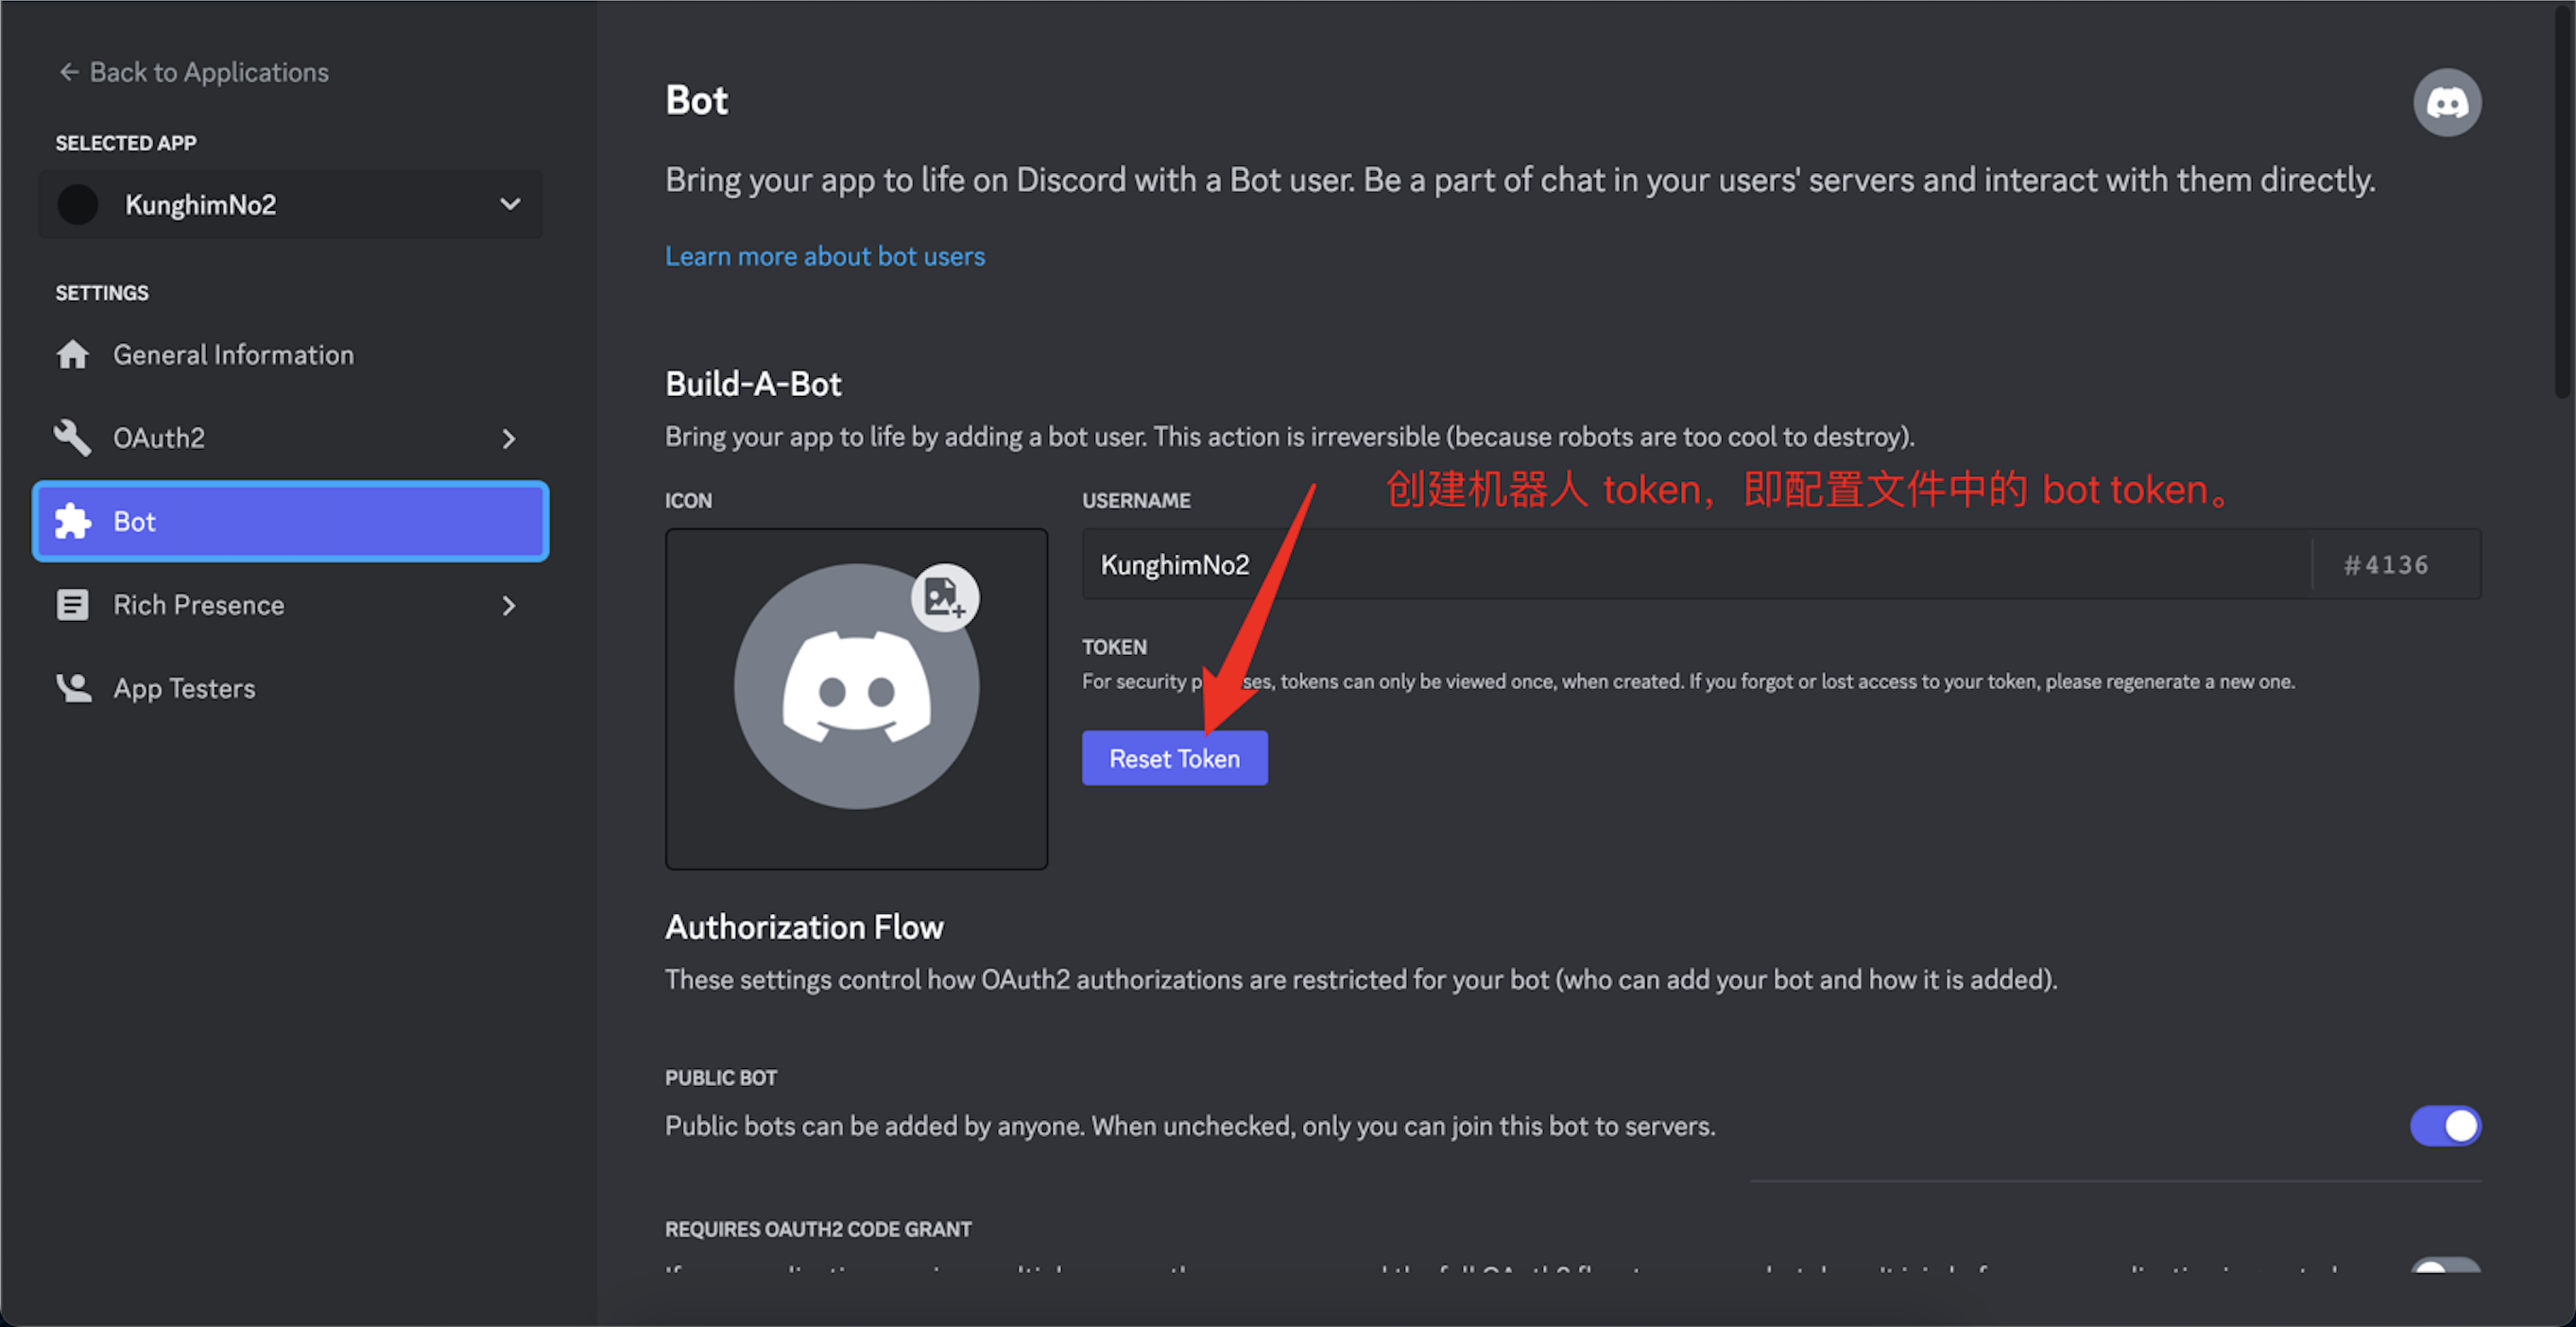 Back to Applications
SELECTED APP
KunghimNo2
SETTINGS
General Information
OAuth2
Bot
Rich Presence
App Testers
Bot
Bring your app to life on Discord with a Bot user. Be a part of chat in your users' servers and interact with them directly.
Learn more about bot users
Build-A-Bot
Bring your app to life by adding a bot user. This action is irreversible (because robots are too cool to destroy).
创建机器人 token，即配置文件中的 bot token。
ICON
USERNAME
KunghimNo2
#4136
TOKEN
For security tokens can only be viewed once, when created. If you forgot or lost access to your token, please regenerate a new one.
Reset Token
Authorization Flow
These settings control how OAuth2 authorizations are restricted for your bot (who can add your bot and how it is added).
PUBLIC BOT
Public bots can be added by anyone. When unchecked, only you can join this bot to servers.
REQUIRES OAUTH2 CODE GRANT